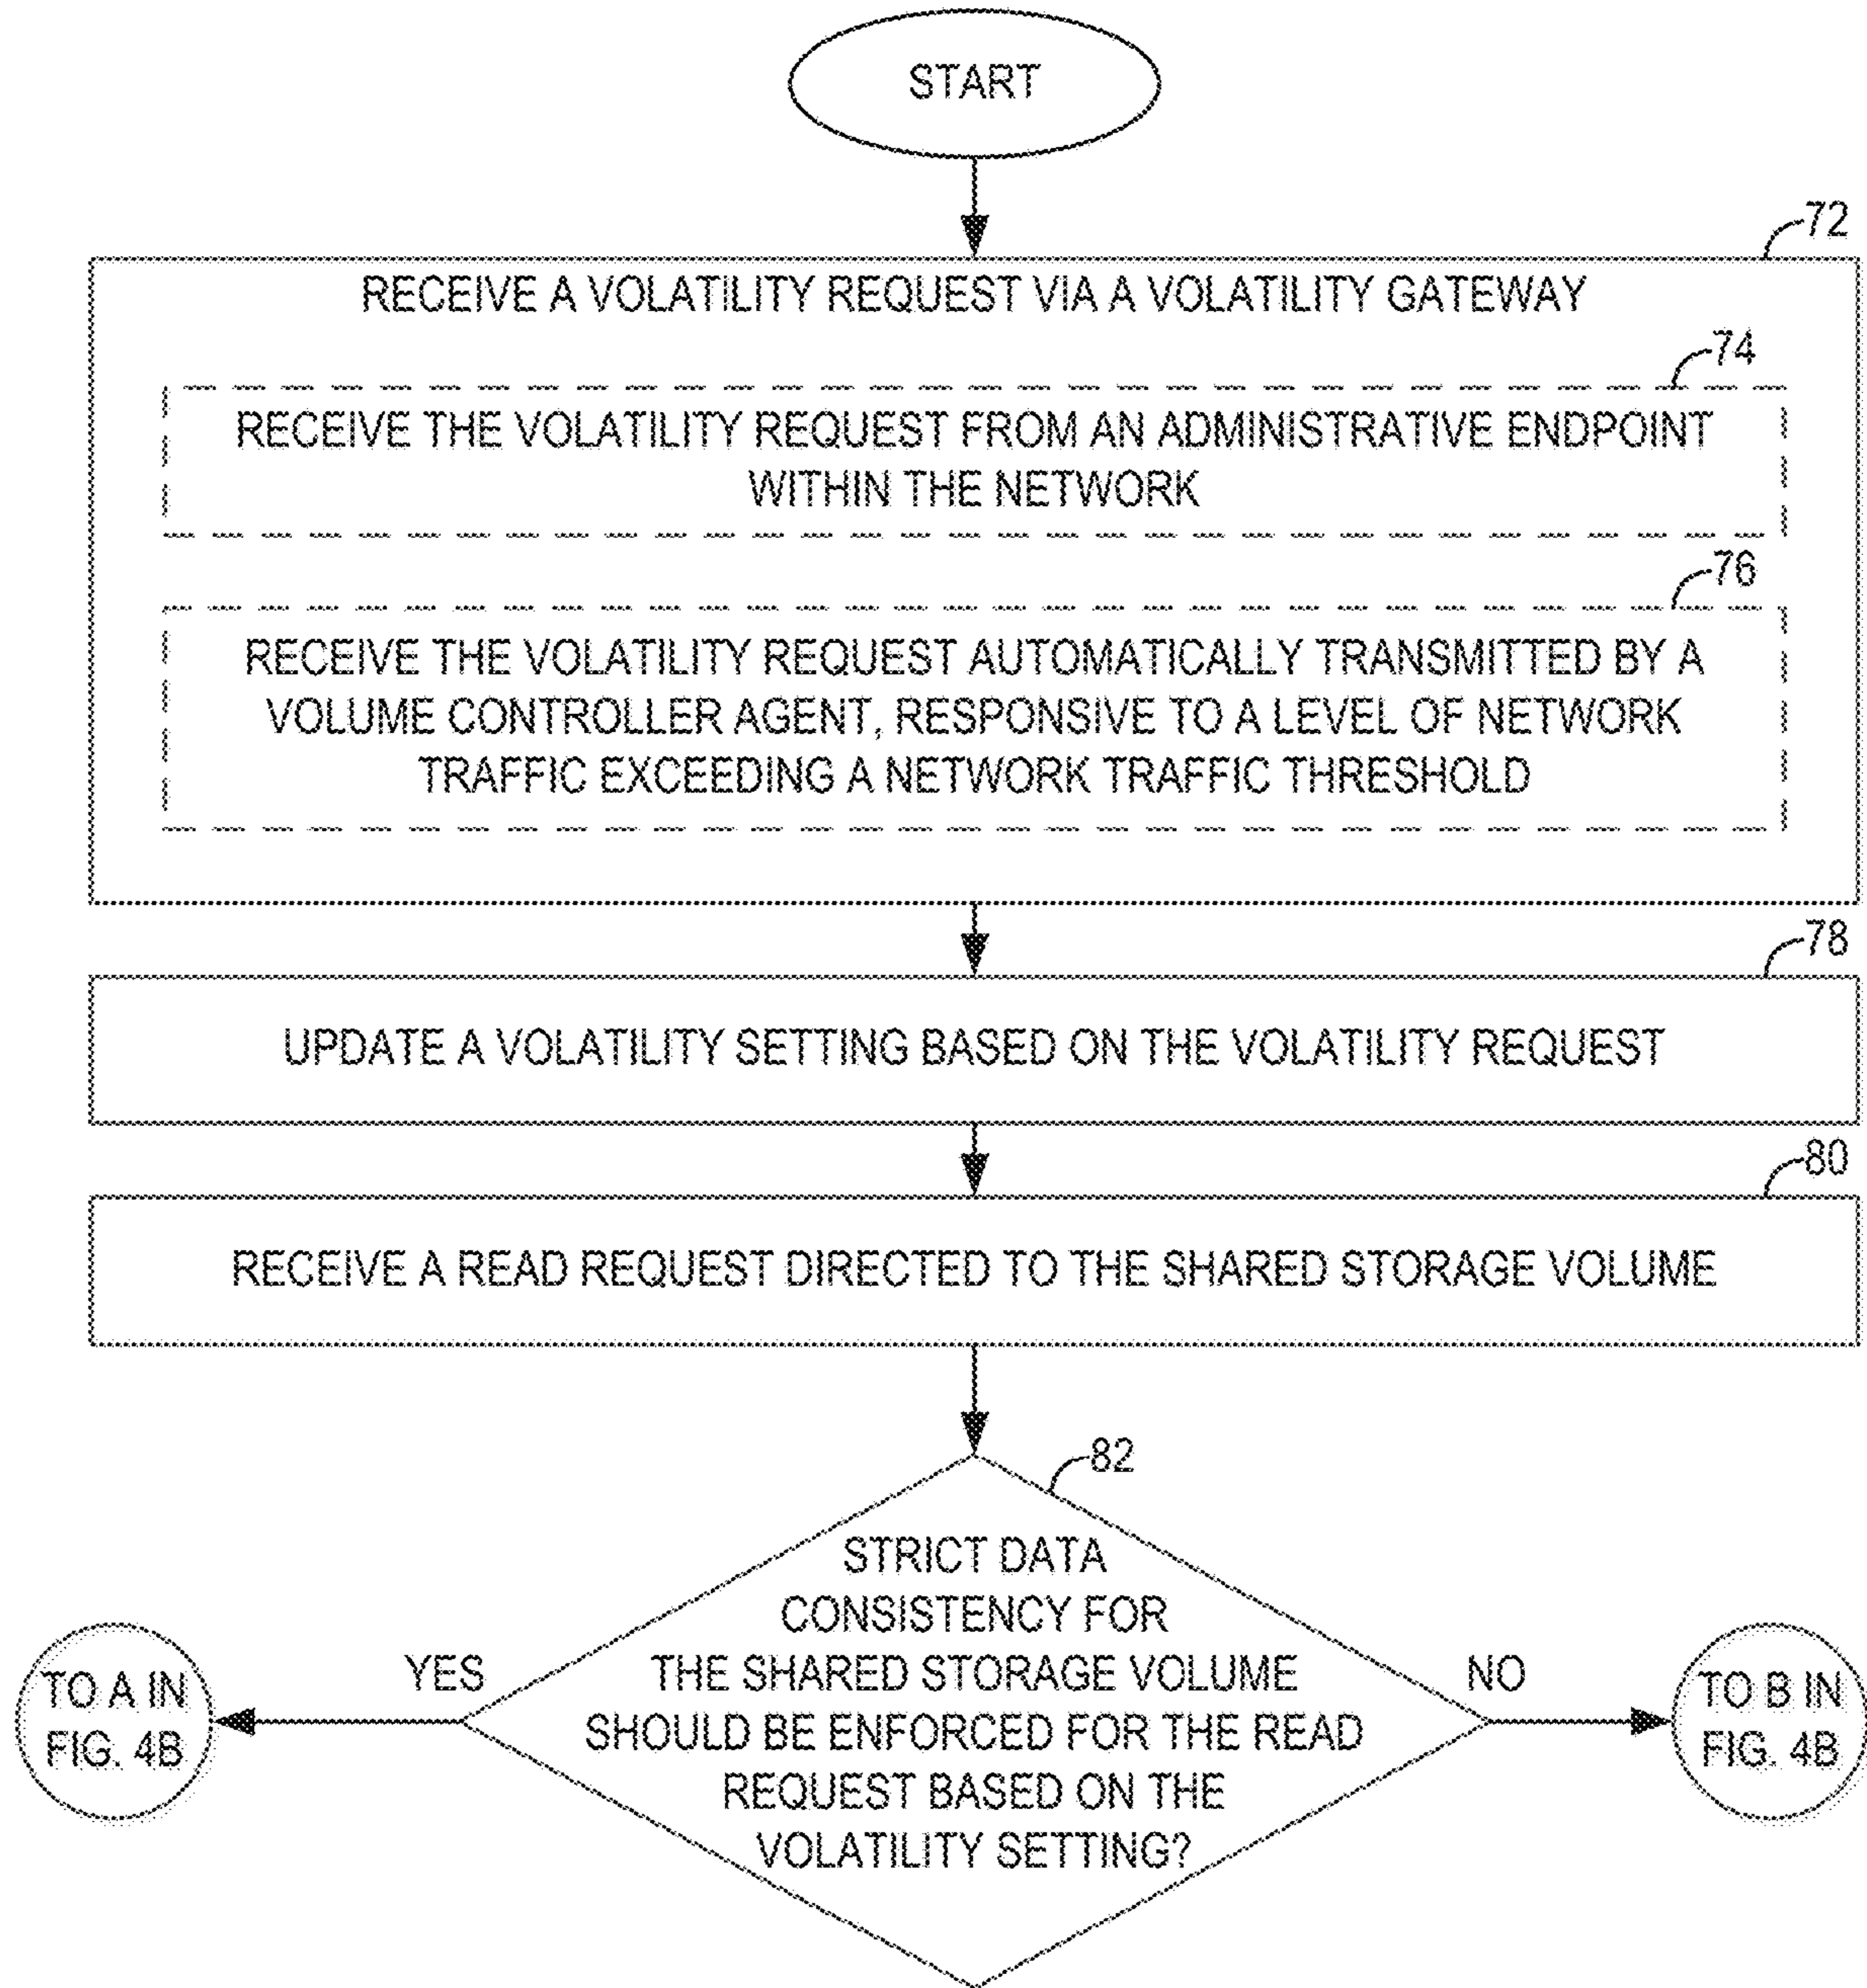 START
72
RECEIVE A VOLATILITY REQUEST VIA A VOLATILITY GATEWAY
74
RECEIVE THE VOLATILITY REQUEST FROM AN ADMINISTRATIVE ENDPOINT
WITHIN THE NETWORK
76
RECEIVE THE VOLATILITY REQUEST AUTOMATICALLY TRANSMITTED BY A
VOLUME CONTROLLER AGENT, RESPONSIVE TO A LEVEL OF NETWORK
TRAFFIC EXCEEDING A NETWORK TRAFFIC THRESHOLD
78
UPDATE A VOLATILITY SETTING BASED ON THE VOLATILITY REQUEST
80
RECEIVE A READ REQUEST DIRECTED TO THE SHARED STORAGE VOLUME
82
STRICT DATA
CONSISTENCY FOR
THE SHARED STORAGE VOLUME
SHOULD BE ENFORCED FOR THE READ
REQUEST BASED ON THE
VOLATILITY SETTING?
YES
TO A IN
FIG. 4B
NO
TO B IN
FIG. 4B